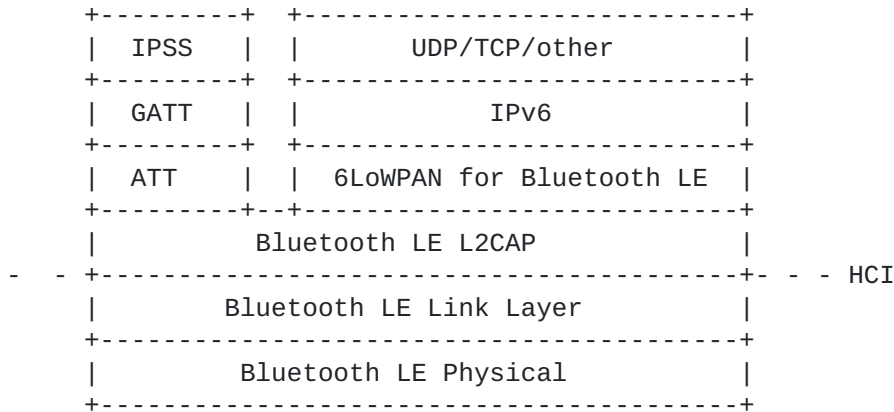 IPSS UDP/TCP/other
GATT IPv6
ATT 6LoWPAN for Bluetooth LE
Bluetooth LE L2CAP
HCI
Bluetooth LE Link Layer
Bluetooth LE Physical